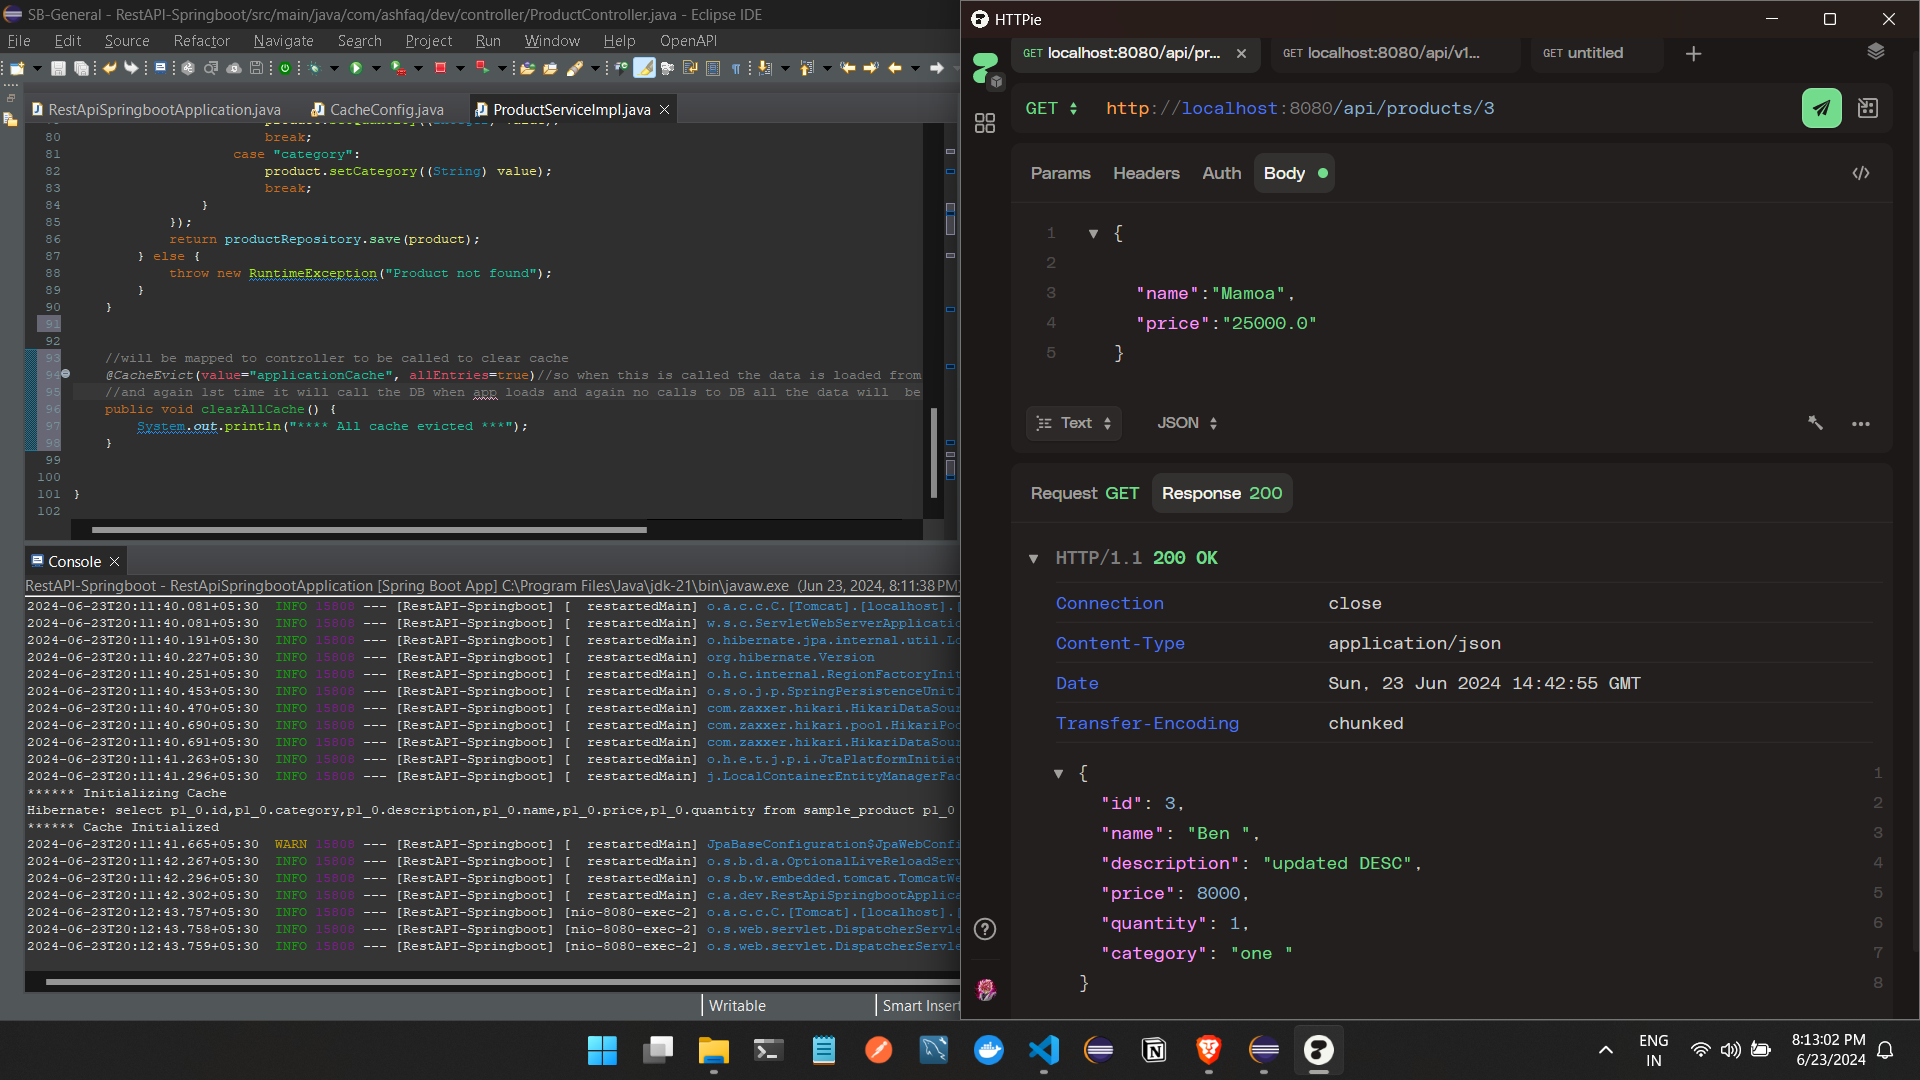 SB-General - RestAPI-Springboot/src/main/java/com/ashfaq/dev/controller/ProductController.java - Eclipse IDE
File Edit Source Refactor Navigate Search Project Run Window Help OpenAPI
RestApiSpringbootApplication.java CacheConfig.java ProductServiceImpl.java
80 break;
81 case "category":
82 product.setCategory((String) value);
83 break;
84 }
85 });
86 return productRepository.save(product);
87 } else {
88 throw new RuntimeException("Product not found");
89 }
90 }
91
92
93 //will be mapped to controller to be called to clear cache
94 @CacheEvict(value="applicationCache", allEntries=true)//so when this is called the data is loaded from
95 //and again 1st time it will call the DB when app loads and again no calls to DB all the data will be
96 public void clearAllCache() {
97 System.out.println("**** All cache evicted ***");
98 }
99
100
101 }
102
Console
RestAPI-Springboot - RestApiSpringbootApplication [Spring Boot App] C:\Program Files\Java\jdk-21\bin\javaw.exe (Jun 23, 2024, 8:11:38 PM)
2024-06-23T20:11:40.081+05:30 INFO 15808 --- [RestAPI-Springboot] [ restartedMain] o.a.c.c.C.[Tomcat].[localhost].[
2024-06-23T20:11:40.081+05:30 INFO 15808 --- [RestAPI-Springboot] [ restartedMain] w.s.c.ServletWebServerApplicatio
2024-06-23T20:11:40.191+05:30 INFO 15808 --- [RestAPI-Springboot] [ restartedMain] o.hibernate.jpa.internal.util.Lo
2024-06-23T20:11:40.227+05:30 INFO 15808 --- [RestAPI-Springboot] [ restartedMain] org.hibernate.Version
2024-06-23T20:11:40.251+05:30 INFO 15808 --- [RestAPI-Springboot] [ restartedMain] o.h.c.internal.RegionFactoryInit
2024-06-23T20:11:40.453+05:30 INFO 15808 --- [RestAPI-Springboot] [ restartedMain] o.s.o.j.p.SpringPersistenceUnitI
2024-06-23T20:11:40.470+05:30 INFO 15808 --- [RestAPI-Springboot] [ restartedMain] com.zaxxer.hikari.HikariDataSour
2024-06-23T20:11:40.690+05:30 INFO 15808 --- [RestAPI-Springboot] [ restartedMain] com.zaxxer.hikari.pool.HikariPoo
2024-06-23T20:11:40.691+05:30 INFO 15808 --- [RestAPI-Springboot] [ restartedMain] com.zaxxer.hikari.HikariDataSour
2024-06-23T20:11:41.263+05:30 INFO 15808 --- [RestAPI-Springboot] [ restartedMain] o.h.e.t.j.p.i.JtaPlatformInitiat
2024-06-23T20:11:41.296+05:30 INFO 15808 --- [RestAPI-Springboot] [ restartedMain] j.LocalContainerEntityManagerFac
****** Initializing Cache
Hibernate: select p1_0.id,p1_0.category,p1_0.description,p1_0.name,p1_0.price,p1_0.quantity from sample_product p1_0
****** Cache Initialized
2024-06-23T20:11:41.665+05:30 WARN 15808 --- [RestAPI-Springboot] [ restartedMain] JpaBaseConfiguration$JpaWebConfi
2024-06-23T20:11:42.267+05:30 INFO 15808 --- [RestAPI-Springboot] [ restartedMain] o.s.b.d.a.OptionalLiveReloadServ
2024-06-23T20:11:42.296+05:30 INFO 15808 --- [RestAPI-Springboot] [ restartedMain] o.s.b.w.embedded.tomcat.TomcatWe
2024-06-23T20:11:42.302+05:30 INFO 15808 --- [RestAPI-Springboot] [ restartedMain] c.a.dev.RestApiSpringbootApplica
2024-06-23T20:12:43.757+05:30 INFO 15808 --- [RestAPI-Springboot] [nio-8080-exec-2] o.a.c.c.C.[Tomcat].[localhost].[
2024-06-23T20:12:43.758+05:30 INFO 15808 --- [RestAPI-Springboot] [nio-8080-exec-2] o.s.web.servlet.DispatcherServle
2024-06-23T20:12:43.759+05:30 INFO 15808 --- [RestAPI-Springboot] [nio-8080-exec-2] o.s.web.servlet.DispatcherServle
Writable Smart Insert
HTTPie
GET localhost:8080/api/pr... GET localhost:8080/api/v1... GET untitled
GET http://localhost:8080/api/products/3
Params Headers Auth Body
1 {
2
3 "name":"Mamoa",
4 "price":"25000.0"
5 }
Text JSON
Request GET Response 200
HTTP/1.1 200 OK
Connection close
Content-Type application/json
Date Sun, 23 Jun 2024 14:42:55 GMT
Transfer-Encoding chunked
{ 1
"id": 3, 2
"name": "Ben ", 3
"description": "updated DESC", 4
"price": 8000, 5
"quantity": 1, 6
"category": "one " 7
} 8
ENG
IN
8:13:02 PM
6/23/2024